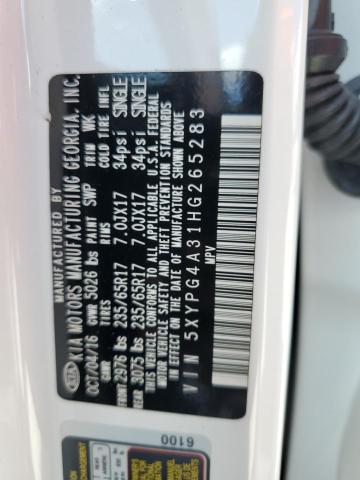 MANUFACTURED BY
KIA KIA MOTORS MANUFACTURING GEORGIA, INC.
OCT/04/16 GVWR 5026 lbs PAINT SWP TRIM WK
GAWR TIRES RIMS COLD TIRE INFL
FRONT 2976 lbs 235/65R17 7.0JX17 34psi SINGLE
REAR 3075 lbs 235/65R17 7.0JX17 34psi SINGLE
THIS VEHICLE CONFORMS TO ALL APPLICABLE U.S.A. FEDERAL
MOTOR VEHICLE SAFETY, BUMPER, AND THEFT PREVENTION STANDARDS
IN EFFECT ON THE DATE OF MANUFACTURE SHOWN ABOVE
VIN 5XYPG4A31HG265283
MPV
6100